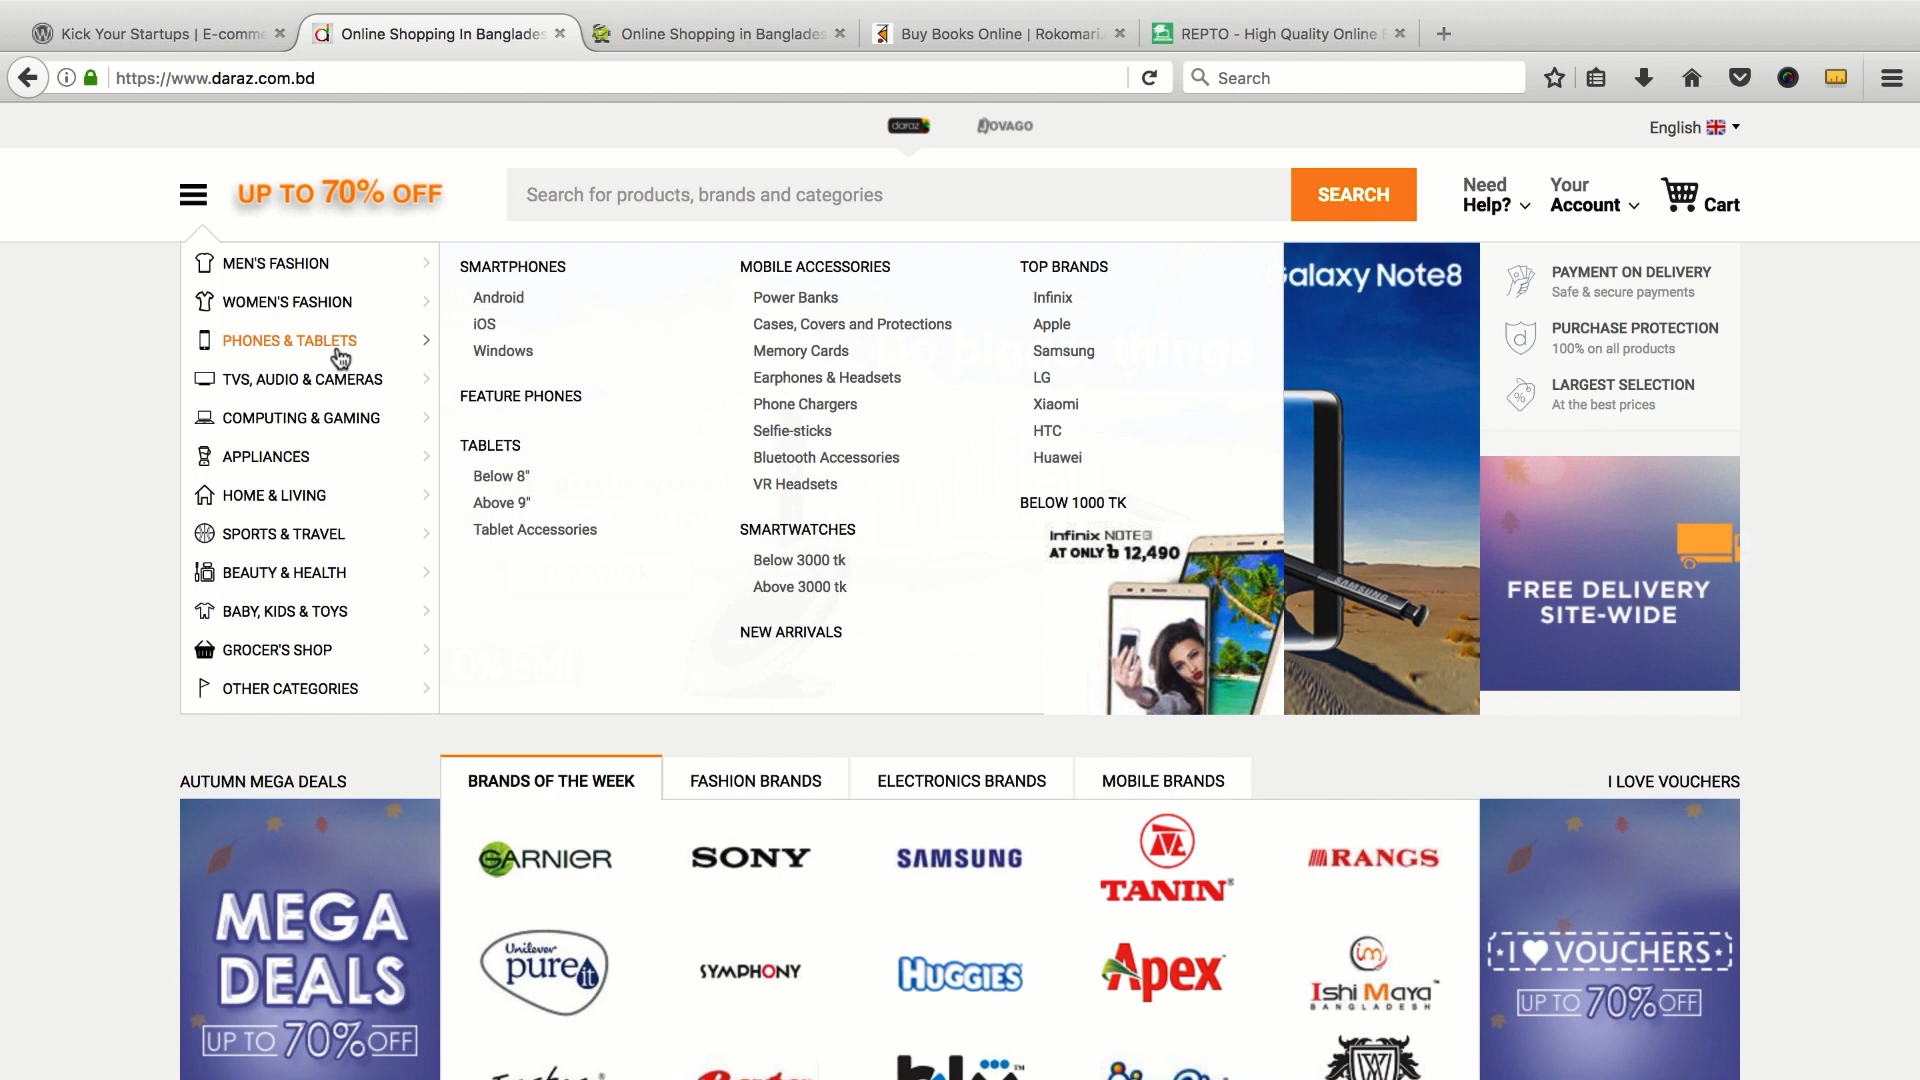 Kick Your Startups | E-comme
Online Shopping In Banglades
Online Shopping in Banglades
Buy Books Online | Rokomari.
REPTO - High Quality Online
https://www.daraz.com.bd
Search
daraz
JOVAGO
English
UP TO 70% OFF
Search for products, brands and categories
SEARCH
Need Help?
Your Account
Cart
MEN'S FASHION
WOMEN'S FASHION
PHONES & TABLETS
TVS, AUDIO & CAMERAS
COMPUTING & GAMING
APPLIANCES
HOME & LIVING
SPORTS & TRAVEL
BEAUTY & HEALTH
BABY, KIDS & TOYS
GROCER'S SHOP
OTHER CATEGORIES
SMARTPHONES
Android
iOS
Windows
FEATURE PHONES
TABLETS
Below 8"
Above 9"
Tablet Accessories
MOBILE ACCESSORIES
Power Banks
Cases, Covers and Protections
Memory Cards
Earphones & Headsets
Phone Chargers
Selfie-sticks
Bluetooth Accessories
VR Headsets
SMARTWATCHES
Below 3000 tk
Above 3000 tk
NEW ARRIVALS
TOP BRANDS
Infinix
Apple
Samsung
LG
Xiaomi
HTC
Huawei
BELOW 1000 TK
Infinix NOTE3
AT ONLY ৳ 12,490
Galaxy Note8
SAMSUNG
PAYMENT ON DELIVERY
Safe & secure payments
PURCHASE PROTECTION
100% on all products
LARGEST SELECTION
At the best prices
FREE DELIVERY
SITE-WIDE
AUTUMN MEGA DEALS
BRANDS OF THE WEEK
FASHION BRANDS
ELECTRONICS BRANDS
MOBILE BRANDS
I LOVE VOUCHERS
MEGA
DEALS
UP TO 70% OFF
GARNIER
SONY
SAMSUNG
TANIN
RANGS
Unilever
pureit
SYMPHONY
HUGGIES
Apex
im
Ishi Maya
BANGLADESH
I ♥ VOUCHERS
UP TO 70% OFF